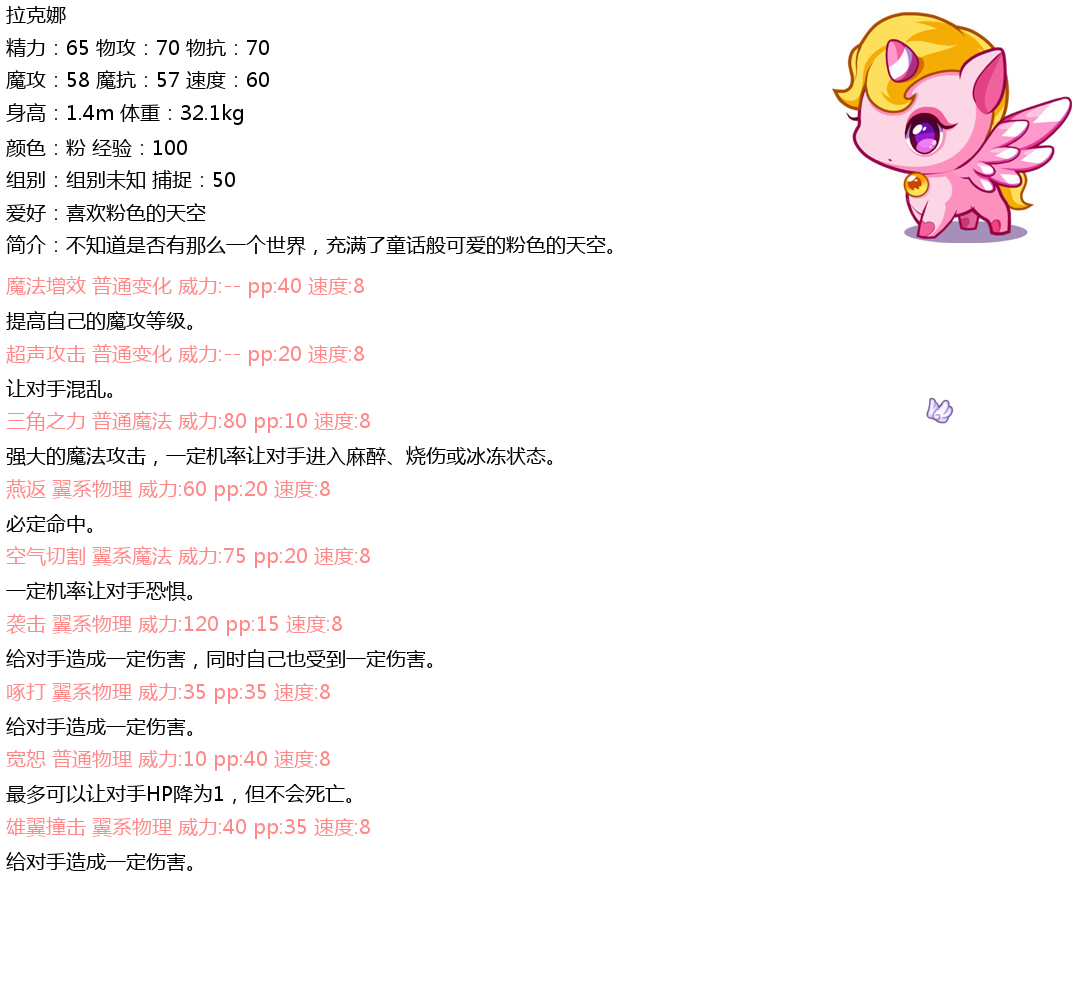 拉克娜
精力：65 物攻：70 物抗：70
魔攻：58 魔抗：57 速度：60
身高：1.4m 体重：32.1kg
颜色：粉 经验：100
组别：组别未知 捕捉：50
爱好：喜欢粉色的天空
简介：不知道是否有那么一个世界，充满了童话般可爱的粉色的天空。
魔法增效 普通变化 威力:-- pp:40 速度:8
提高自己的魔攻等级。
超声攻击 普通变化 威力:-- pp:20 速度:8
让对手混乱。
三角之力 普通魔法 威力:80 pp:10 速度:8
强大的魔法攻击，一定机率让对手进入麻醉、烧伤或冰冻状态。
燕返 翼系物理 威力:60 pp:20 速度:8
必定命中。
空气切割 翼系魔法 威力:75 pp:20 速度:8
一定机率让对手恐惧。
袭击 翼系物理 威力:120 pp:15 速度:8
给对手造成一定伤害，同时自己也受到一定伤害。
啄打 翼系物理 威力:35 pp:35 速度:8
给对手造成一定伤害。
宽恕 普通物理 威力:10 pp:40 速度:8
最多可以让对手HP降为1，但不会死亡。
雄翼撞击 翼系物理 威力:40 pp:35 速度:8
给对手造成一定伤害。